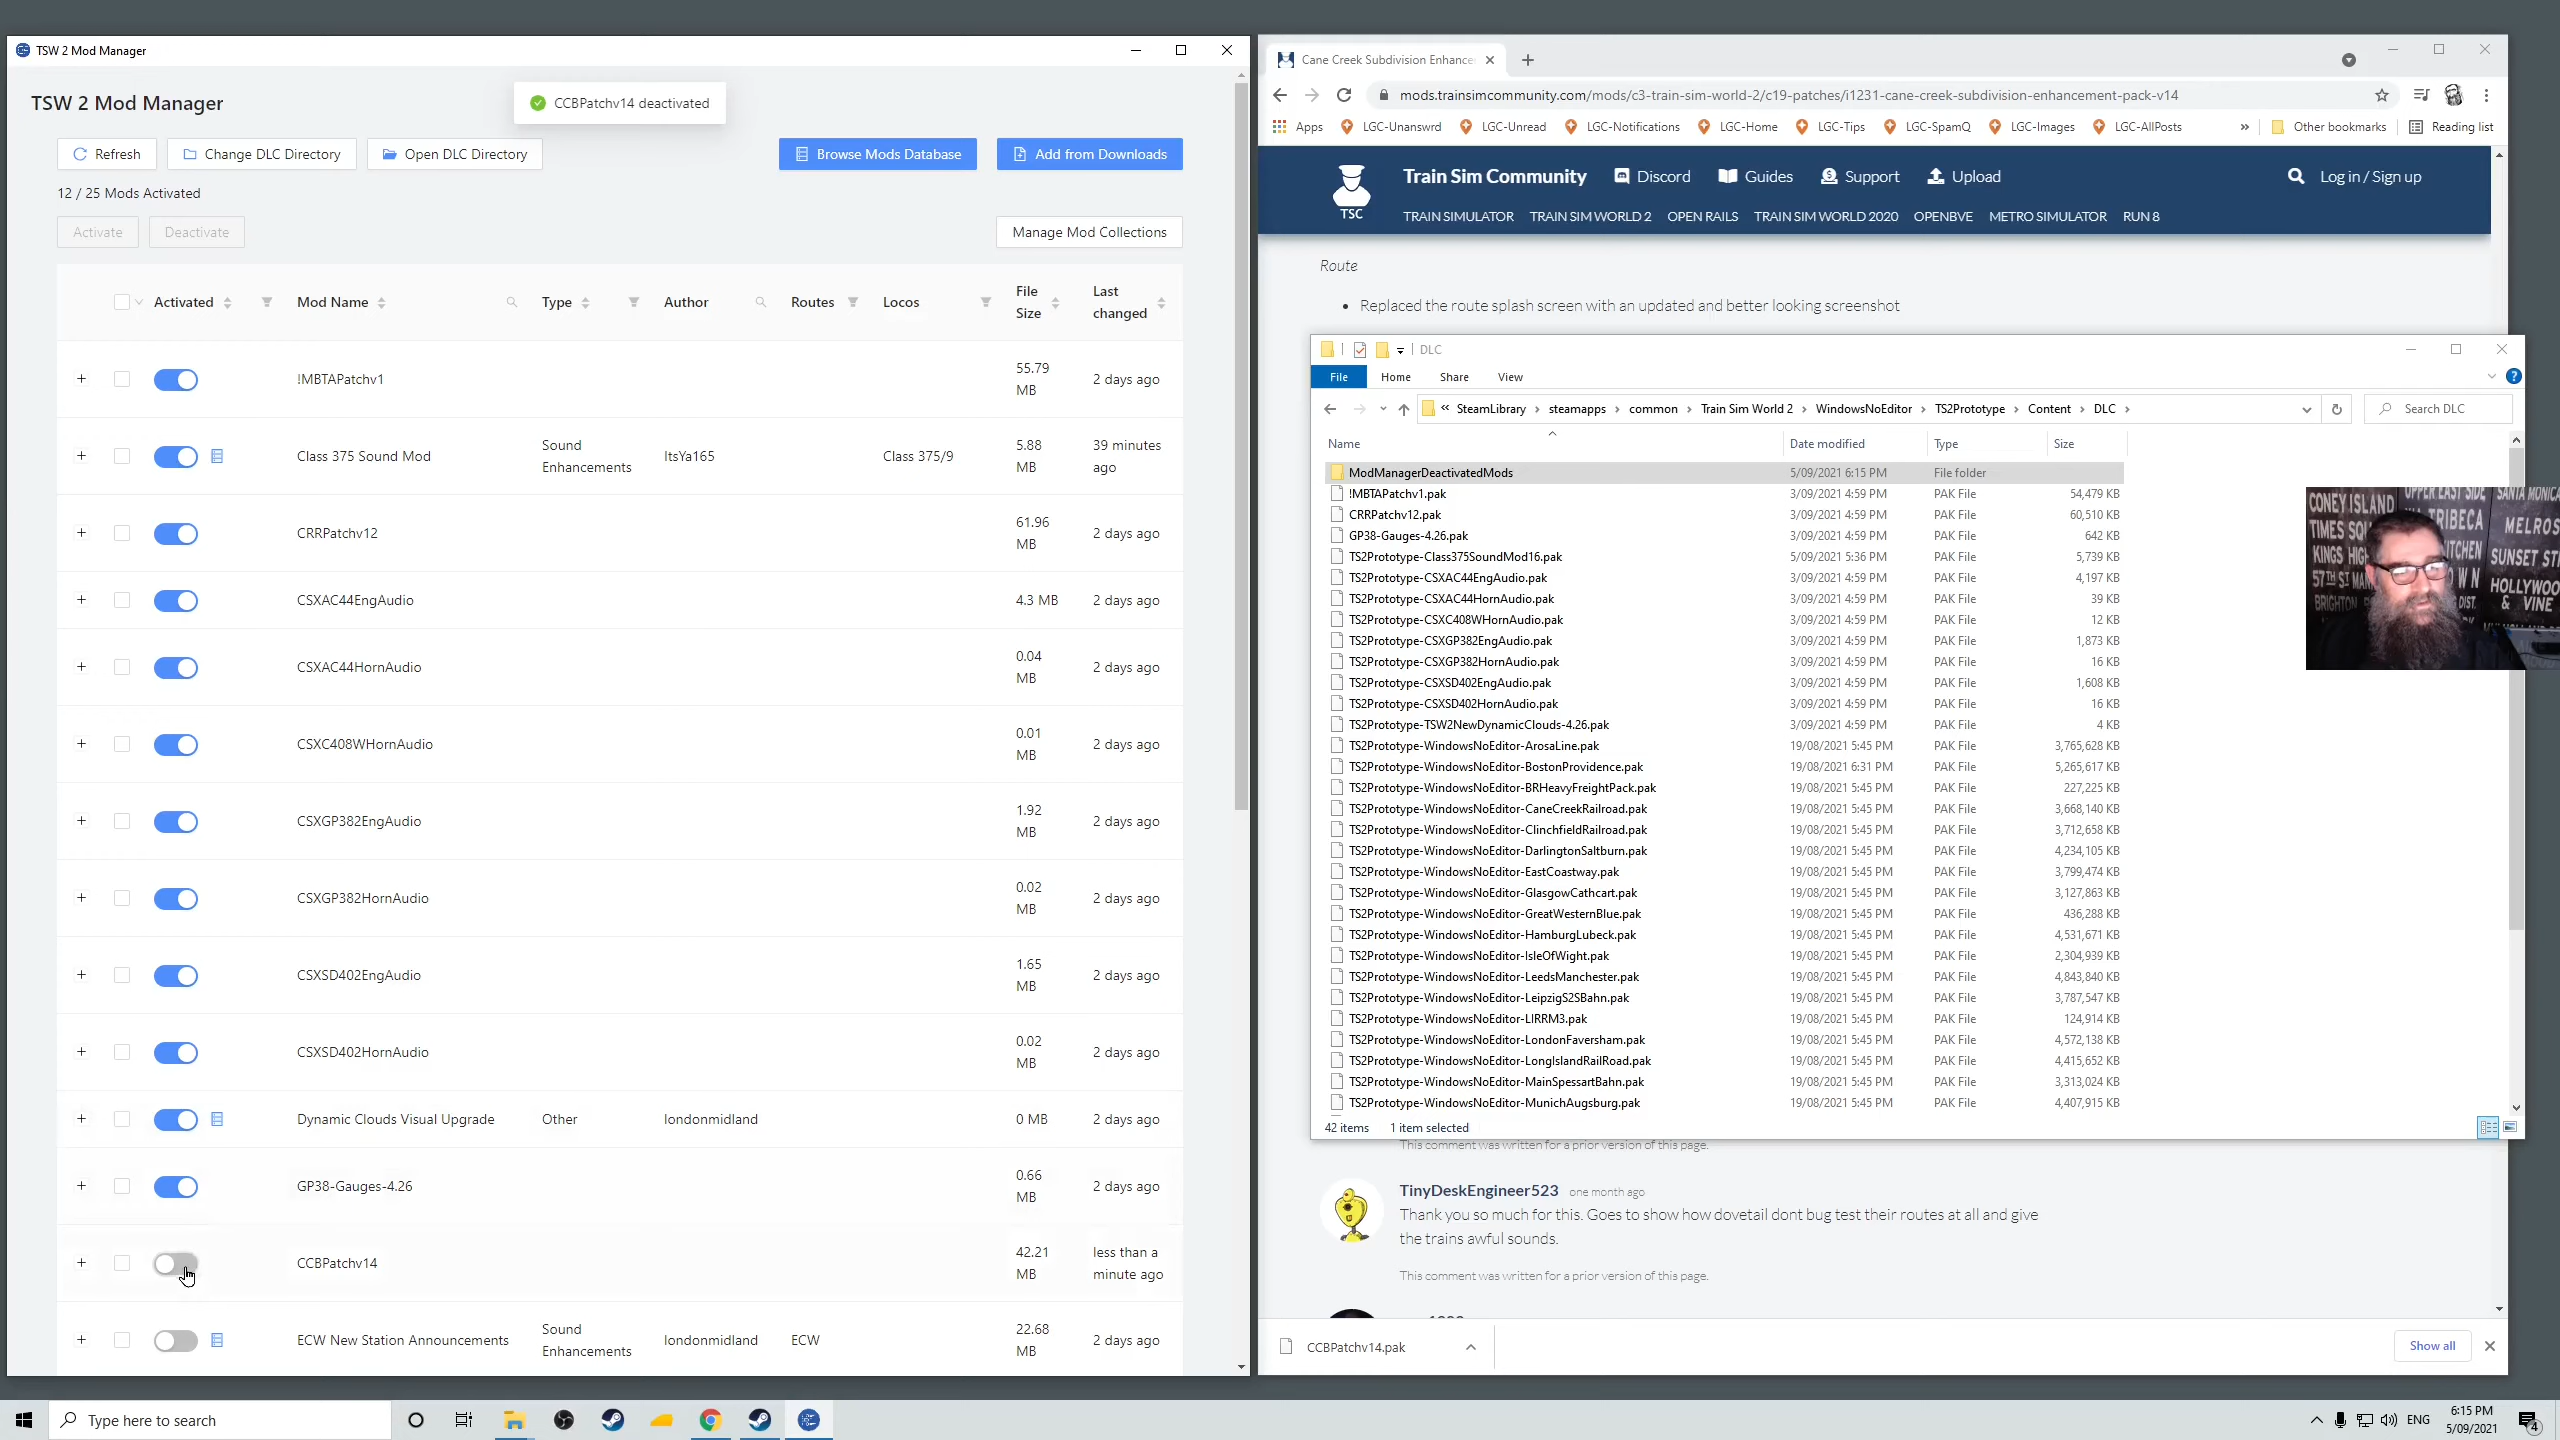 TSW 2 Mod Manager
TSW 2 Mod Manager
CCBPatchv14 deactivated
Refresh
Change DLC Directory
Open DLC Directory
Browse Mods Database
Add from Downloads
12 / 25 Mods Activated
Activate
Deactivate
Manage Mod Collections
Activated
Mod Name
Type
Author
Routes
Locos
File Size
Last changed
+ !MBTAPatchv1 55.79 MB 2 days ago
+ Class 375 Sound Mod Sound Enhancements ItsYa165 Class 375/9 5.88 MB 39 minutes ago
+ CRRPatchv12 61.96 MB 2 days ago
+ CSXAC44EngAudio 4.3 MB 2 days ago
+ CSXAC44HornAudio 0.04 MB 2 days ago
+ CSXC408WHornAudio 0.01 MB 2 days ago
+ CSXGP382EngAudio 1.92 MB 2 days ago
+ CSXGP382HornAudio 0.02 MB 2 days ago
+ CSXSD402EngAudio 1.65 MB 2 days ago
+ CSXSD402HornAudio 0.02 MB 2 days ago
+ Dynamic Clouds Visual Upgrade Other londonmidland 0 MB 2 days ago
+ GP38-Gauges-4.26 0.66 MB 2 days ago
+ CCBPatchv14 42.21 MB less than a minute ago
+ ECW New Station Announcements Sound Enhancements londonmidland ECW 22.68 MB 2 days ago
Cane Creek Subdivision Enhance
mods.trainsimcommunity.com/mods/c3-train-sim-world-2/c19-patches/i1231-cane-creek-subdivision-enhancement-pack-v14
Apps LGC-Unanswrd LGC-Unread LGC-Notifications LGC-Home LGC-Tips LGC-SpamQ LGC-Images LGC-AllPosts » Other bookmarks Reading list
TSC
Train Sim Community Discord Guides Support Upload Log in / Sign up
TRAIN SIMULATOR TRAIN SIM WORLD 2 OPEN RAILS TRAIN SIM WORLD 2020 OPENBVE METRO SIMULATOR RUN 8
Route
• Replaced the route splash screen with an updated and better looking screenshot
DLC
File Home Share View
« SteamLibrary › steamapps › common › Train Sim World 2 › WindowsNoEditor › TS2Prototype › Content › DLC ›
Search DLC
Name Date modified Type Size
ModManagerDeactivatedMods 5/09/2021 6:15 PM File folder
!MBTAPatchv1.pak 3/09/2021 4:59 PM PAK File 54,479 KB
CRRPatchv12.pak 3/09/2021 4:59 PM PAK File 60,510 KB
GP38-Gauges-4.26.pak 3/09/2021 4:59 PM PAK File 642 KB
TS2Prototype-Class375SoundMod16.pak 5/09/2021 5:36 PM PAK File 5,739 KB
TS2Prototype-CSXAC44EngAudio.pak 3/09/2021 4:59 PM PAK File 4,197 KB
TS2Prototype-CSXAC44HornAudio.pak 3/09/2021 4:59 PM PAK File 39 KB
TS2Prototype-CSXC408WHornAudio.pak 3/09/2021 4:59 PM PAK File 12 KB
TS2Prototype-CSXGP382EngAudio.pak 3/09/2021 4:59 PM PAK File 1,873 KB
TS2Prototype-CSXGP382HornAudio.pak 3/09/2021 4:59 PM PAK File 16 KB
TS2Prototype-CSXSD402EngAudio.pak 3/09/2021 4:59 PM PAK File 1,608 KB
TS2Prototype-CSXSD402HornAudio.pak 3/09/2021 4:59 PM PAK File 16 KB
TS2Prototype-TSW2NewDynamicClouds-4.26.pak 3/09/2021 4:59 PM PAK File 4 KB
TS2Prototype-WindowsNoEditor-ArosaLine.pak 19/08/2021 5:45 PM PAK File 3,765,628 KB
TS2Prototype-WindowsNoEditor-BostonProvidence.pak 19/08/2021 6:31 PM PAK File 5,265,617 KB
TS2Prototype-WindowsNoEditor-BRHeavyFreightPack.pak 19/08/2021 5:45 PM PAK File 227,225 KB
TS2Prototype-WindowsNoEditor-CaneCreekRailroad.pak 19/08/2021 5:45 PM PAK File 3,668,140 KB
TS2Prototype-WindowsNoEditor-ClinchfieldRailroad.pak 19/08/2021 5:45 PM PAK File 3,712,658 KB
TS2Prototype-WindowsNoEditor-DarlingtonSaltburn.pak 19/08/2021 5:45 PM PAK File 4,234,105 KB
TS2Prototype-WindowsNoEditor-EastCoastway.pak 19/08/2021 5:45 PM PAK File 3,799,474 KB
TS2Prototype-WindowsNoEditor-GlasgowCathcart.pak 19/08/2021 5:45 PM PAK File 3,127,863 KB
TS2Prototype-WindowsNoEditor-GreatWesternBlue.pak 19/08/2021 5:45 PM PAK File 436,288 KB
TS2Prototype-WindowsNoEditor-HamburgLubeck.pak 19/08/2021 5:45 PM PAK File 4,531,671 KB
TS2Prototype-WindowsNoEditor-IsleOfWight.pak 19/08/2021 5:45 PM PAK File 2,304,939 KB
TS2Prototype-WindowsNoEditor-LeedsManchester.pak 19/08/2021 5:45 PM PAK File 4,843,840 KB
TS2Prototype-WindowsNoEditor-LeipzigS2SBahn.pak 19/08/2021 5:45 PM PAK File 3,787,547 KB
TS2Prototype-WindowsNoEditor-LIRRM3.pak 19/08/2021 5:45 PM PAK File 124,914 KB
TS2Prototype-WindowsNoEditor-LondonFaversham.pak 19/08/2021 5:45 PM PAK File 4,572,138 KB
TS2Prototype-WindowsNoEditor-LongIslandRailRoad.pak 19/08/2021 5:45 PM PAK File 4,415,652 KB
TS2Prototype-WindowsNoEditor-MainSpessartBahn.pak 19/08/2021 5:45 PM PAK File 3,313,024 KB
TS2Prototype-WindowsNoEditor-MunichAugsburg.pak 19/08/2021 5:45 PM PAK File 4,407,915 KB
42 items 1 item selected
CONEY ISLAND
TIMES SQ
KINGS HIG
57TH ST MA
BRIGHTON
UPPER EAST SIDE
TRIBECA
SANTA MONICA
MELROS
SUNSET ST
HOLLYWOO
& VINE
This comment was written for a prior version of this page.
TinyDeskEngineer523 one month ago
Thank you so much for this. Goes to show how dovetail dont bug test their routes at all and give
the trains awful sounds.
This comment was written for a prior version of this page.
CCBPatchv14.pak
Show all
Type here to search
ENG
6:15 PM
5/09/2021
4